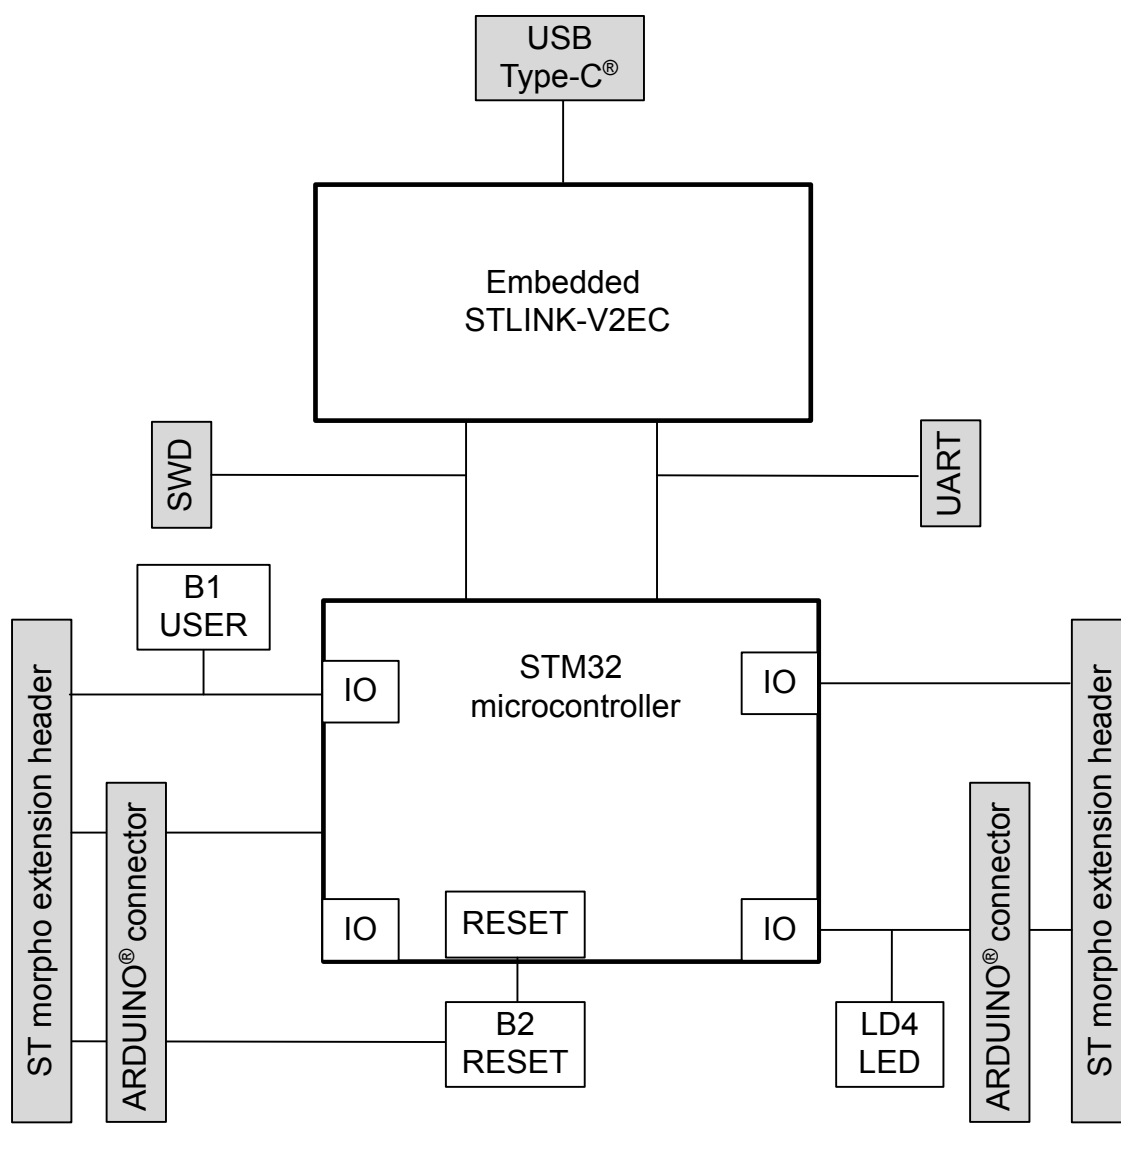 USB
Type-C®
Embedded
STLINK-V2EC
SWD
UART
B1
USER
STM32
microcontroller
IO
IO
ST morpho extension header
ARDUINO® connector
ARDUINO® connector
ST morpho extension header
IO
RESET
IO
B2
RESET
LD4
LED